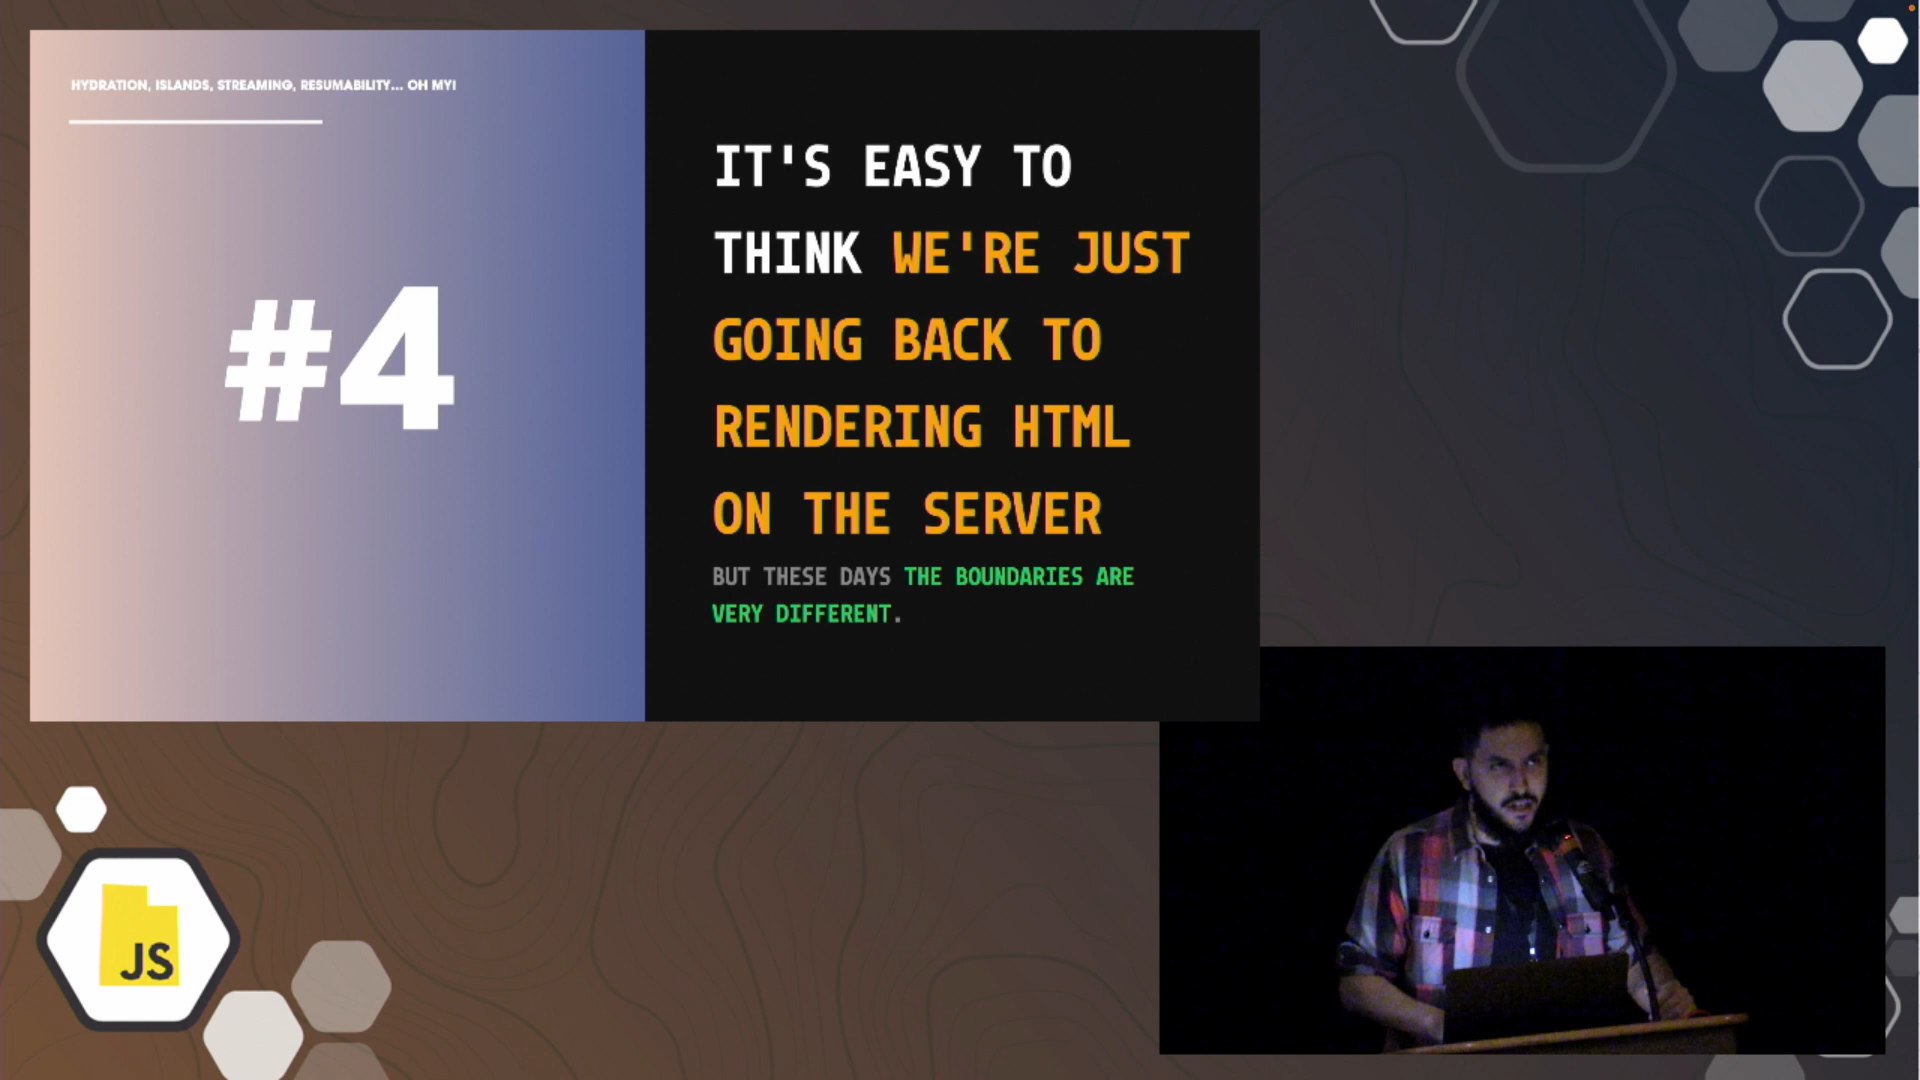 HYDRATION, ISLANDS, STREAMING, RESUMABILITY... OH MY!
#4
IT'S EASY TO
THINK WE'RE JUST
GOING BACK TO
RENDERING HTML
ON THE SERVER
BUT THESE DAYS THE BOUNDARIES ARE
VERY DIFFERENT.
JS